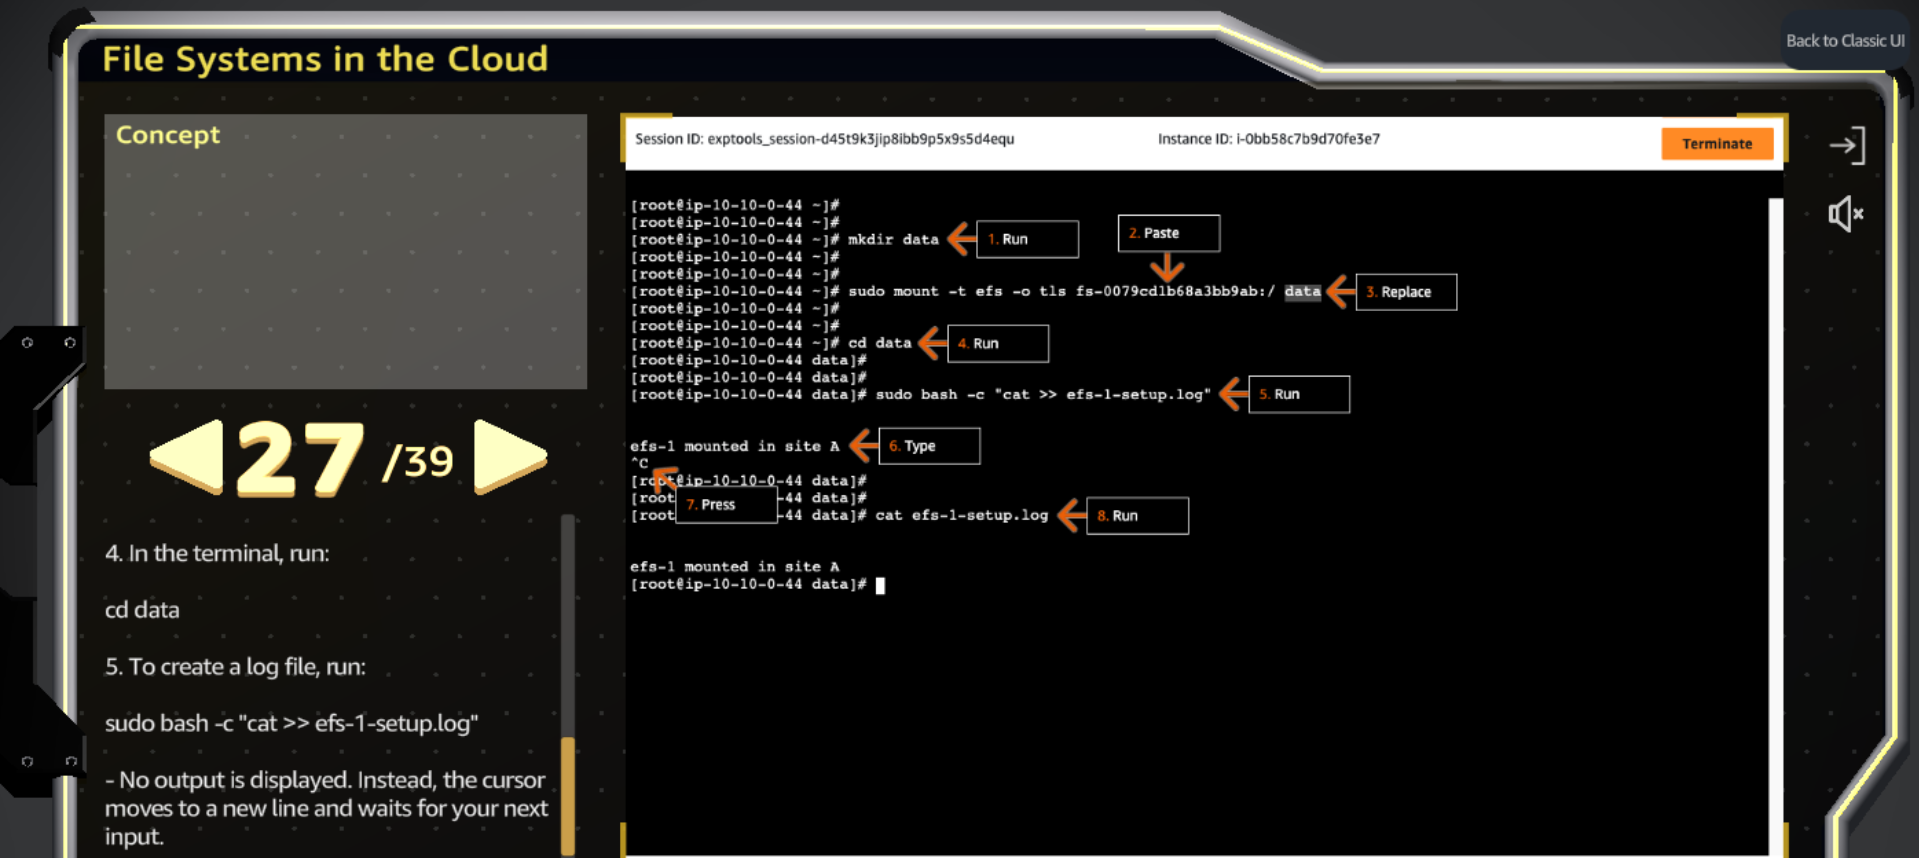 Back to Classic UI
File Systems in the Cloud
Concept
27 /39
4. In the terminal, run:
cd data
5. To create a log file, run:
sudo bash -c "cat >> efs-1-setup.log"
- No output is displayed. Instead, the cursor
moves to a new line and waits for your next
input.
Session ID: exptools_session-d45t9k3jip8ibb9p5x9s5d4equ Instance ID: i-0bb58c7b9d70fe3e7 Terminate
[root@ip-10-10-0-44 ~]#
[root@ip-10-10-0-44 ~]#
[root@ip-10-10-0-44 ~]# mkdir data 1. Run 2. Paste
[root@ip-10-10-0-44 ~]#
[root@ip-10-10-0-44 ~]#
[root@ip-10-10-0-44 ~]# sudo mount -t efs -o tls fs-0079cd1b68a3bb9ab:/ data 3. Replace
[root@ip-10-10-0-44 ~]#
[root@ip-10-10-0-44 ~]#
[root@ip-10-10-0-44 ~]# cd data 4. Run
[root@ip-10-10-0-44 data]#
[root@ip-10-10-0-44 data]#
[root@ip-10-10-0-44 data]# sudo bash -c "cat >> efs-1-setup.log" 5. Run
efs-1 mounted in site A 6. Type
^C
[root@ip-10-10-0-44 data]#
[root 7. Press -44 data]#
[root -44 data]# cat efs-1-setup.log 8. Run
efs-1 mounted in site A
[root@ip-10-10-0-44 data]#